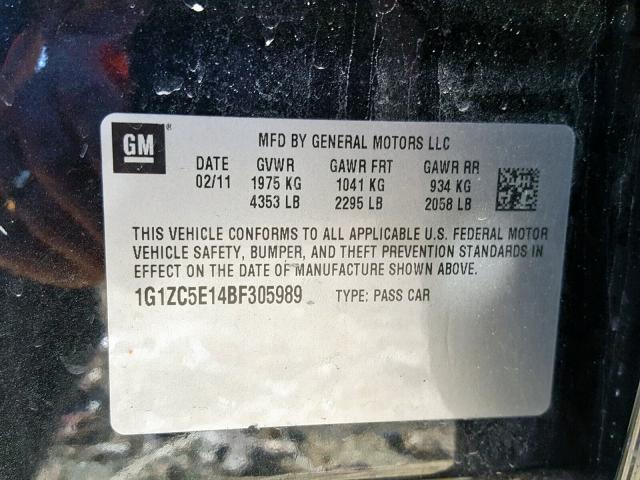 GM®
MFD BY GENERAL MOTORS LLC
DATE GVWR GAWR FRT GAWR RR
02/11 1975 KG 1041 KG 934 KG
4353 LB 2295 LB 2058 LB
THIS VEHICLE CONFORMS TO ALL APPLICABLE U.S. FEDERAL MOTOR
VEHICLE SAFETY, BUMPER, AND THEFT PREVENTION STANDARDS IN
EFFECT ON THE DATE OF MANUFACTURE SHOWN ABOVE.
1G1ZC5E14BF305989 TYPE: PASS CAR